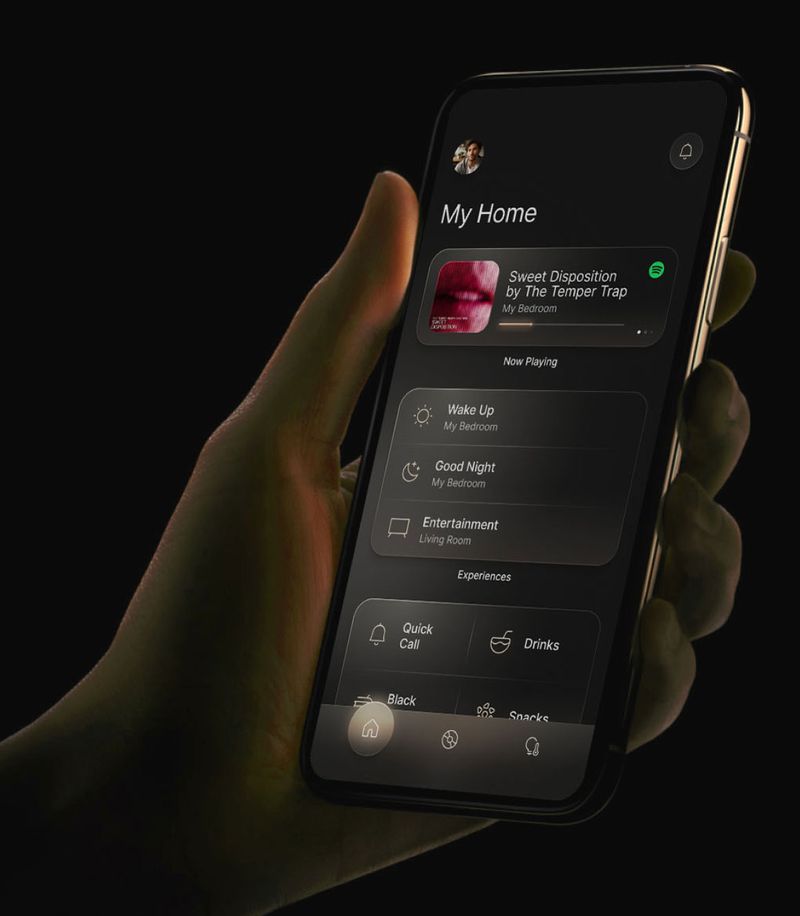 My Home
Sweet Disposition
by The Temper Trap
My Bedroom
Now Playing
Wake Up
My Bedroom
Good Night
My Bedroom
Entertainment
Living Room
Experiences
Quick
Call
Drinks
Black
Snacks